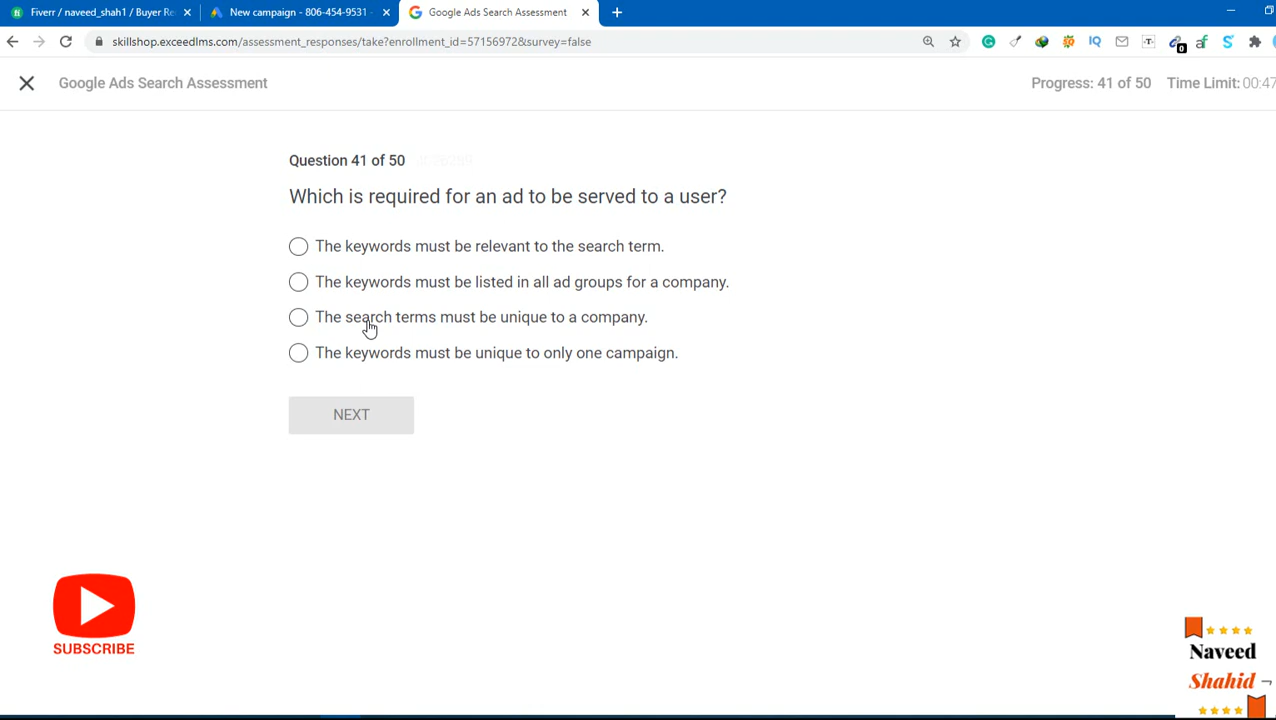 Fiverr / naveed_shah1 / Buyer Re
New campaign - 806-454-9531 -
Google Ads Search Assessment
skillshop.exceedlms.com/assessment_responses/take?enrollment_id=57156972&survey=false
Google Ads Search Assessment
Progress: 41 of 50
Time Limit: 00:47
Question 41 of 50
Which is required for an ad to be served to a user?
The keywords must be relevant to the search term.
The keywords must be listed in all ad groups for a company.
The search terms must be unique to a company.
The keywords must be unique to only one campaign.
NEXT
SUBSCRIBE
Naveed
Shahid